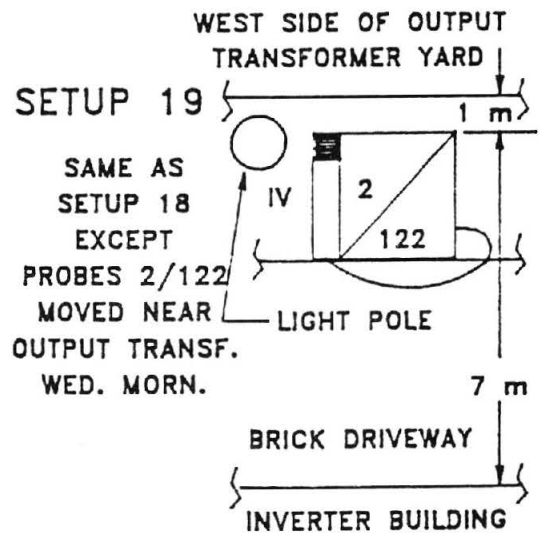 WEST SIDE OF OUTPUT
TRANSFORMER YARD
SETUP 19
1 m
SAME AS
SETUP 18
EXCEPT
PROBES 2/122
MOVED NEAR
OUTPUT TRANSF.
WED. MORN.
IV
2
122
LIGHT POLE
7 m
BRICK DRIVEWAY
INVERTER BUILDING